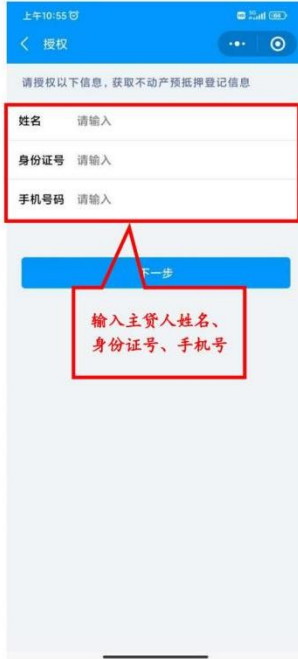 上午10:55
授权
请授权以下信息，获取不动产预抵押登记信息
姓名 请输入
身份证号 请输入
手机号码 请输入
下一步
输入主贷人姓名、
身份证号、手机号